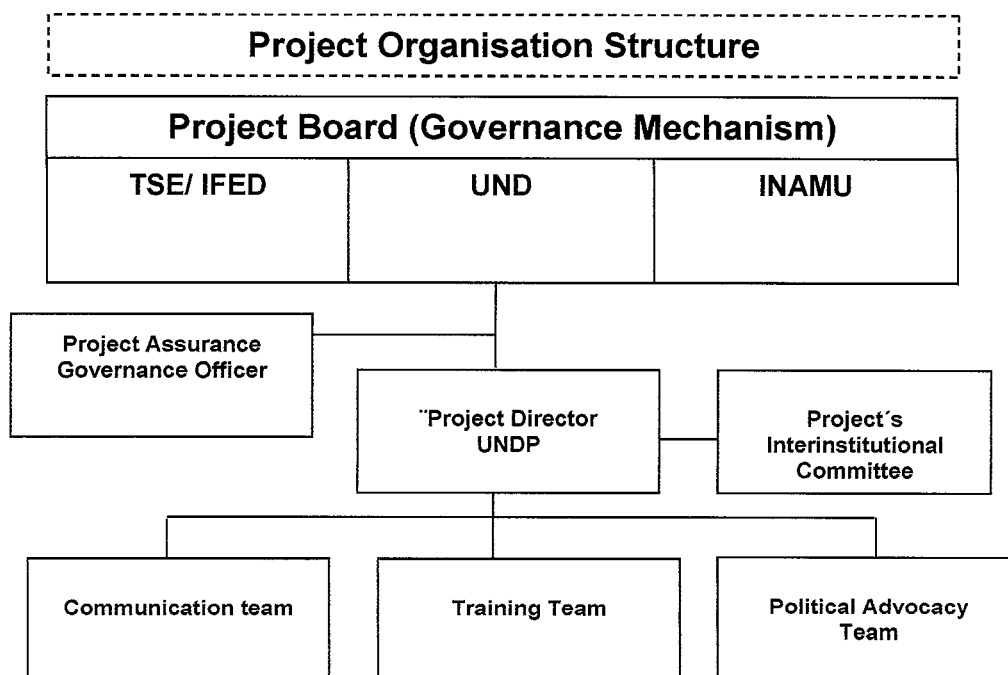 Project Organisation Structure
Project Board (Governance Mechanism)
TSE/ IFED
UND
INAMU
Project Assurance
Governance Officer
¨Project Director
UNDP
Project´s
Interinstitutional
Committee
Communication team
Training Team
Political Advocacy
Team